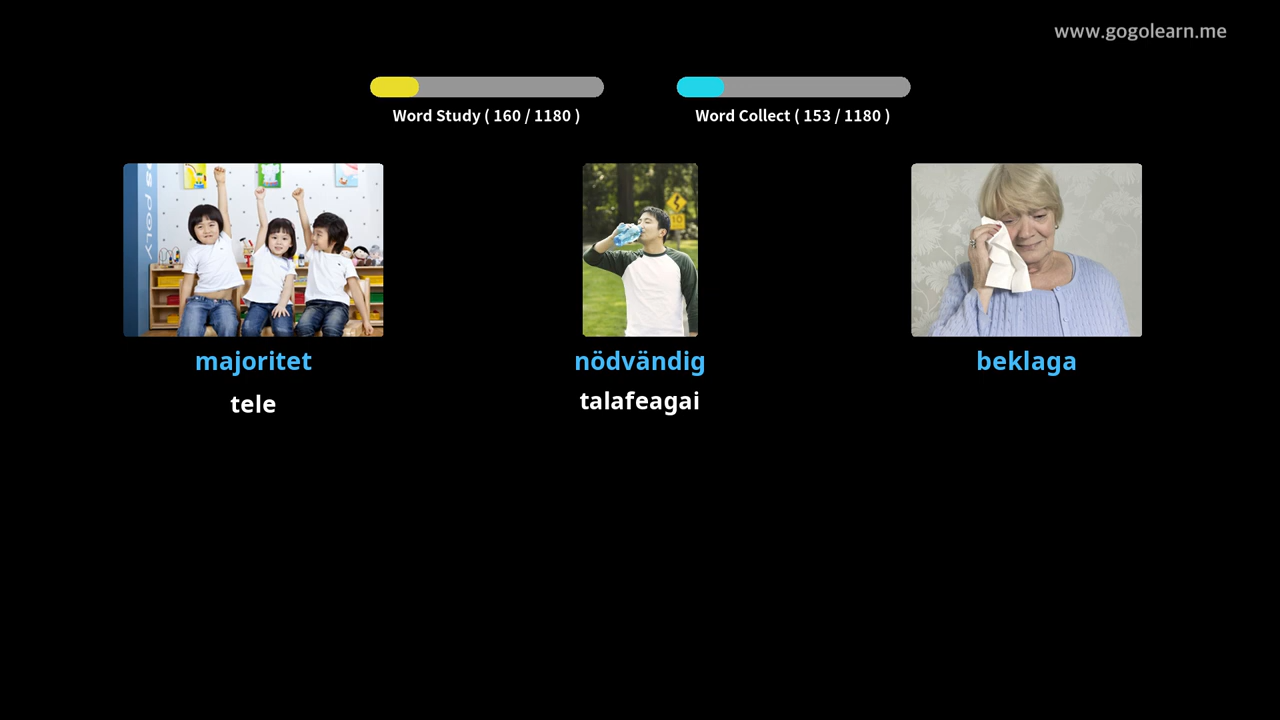 www.gogolearn.me
Word Study ( 160 / 1180 )
Word Collect ( 153 / 1180 )
majoritet
nödvändig
beklaga
tele
talafeagai